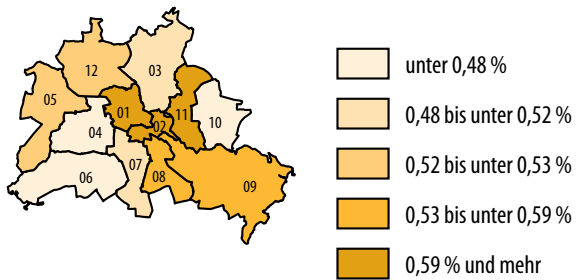 12
03
05
01
11
02
10
04
07
08
06
09
unter 0,48 %
0,48 bis unter 0,52 %
0,52 bis unter 0,53 %
0,53 bis unter 0,59 %
0,59 % und mehr